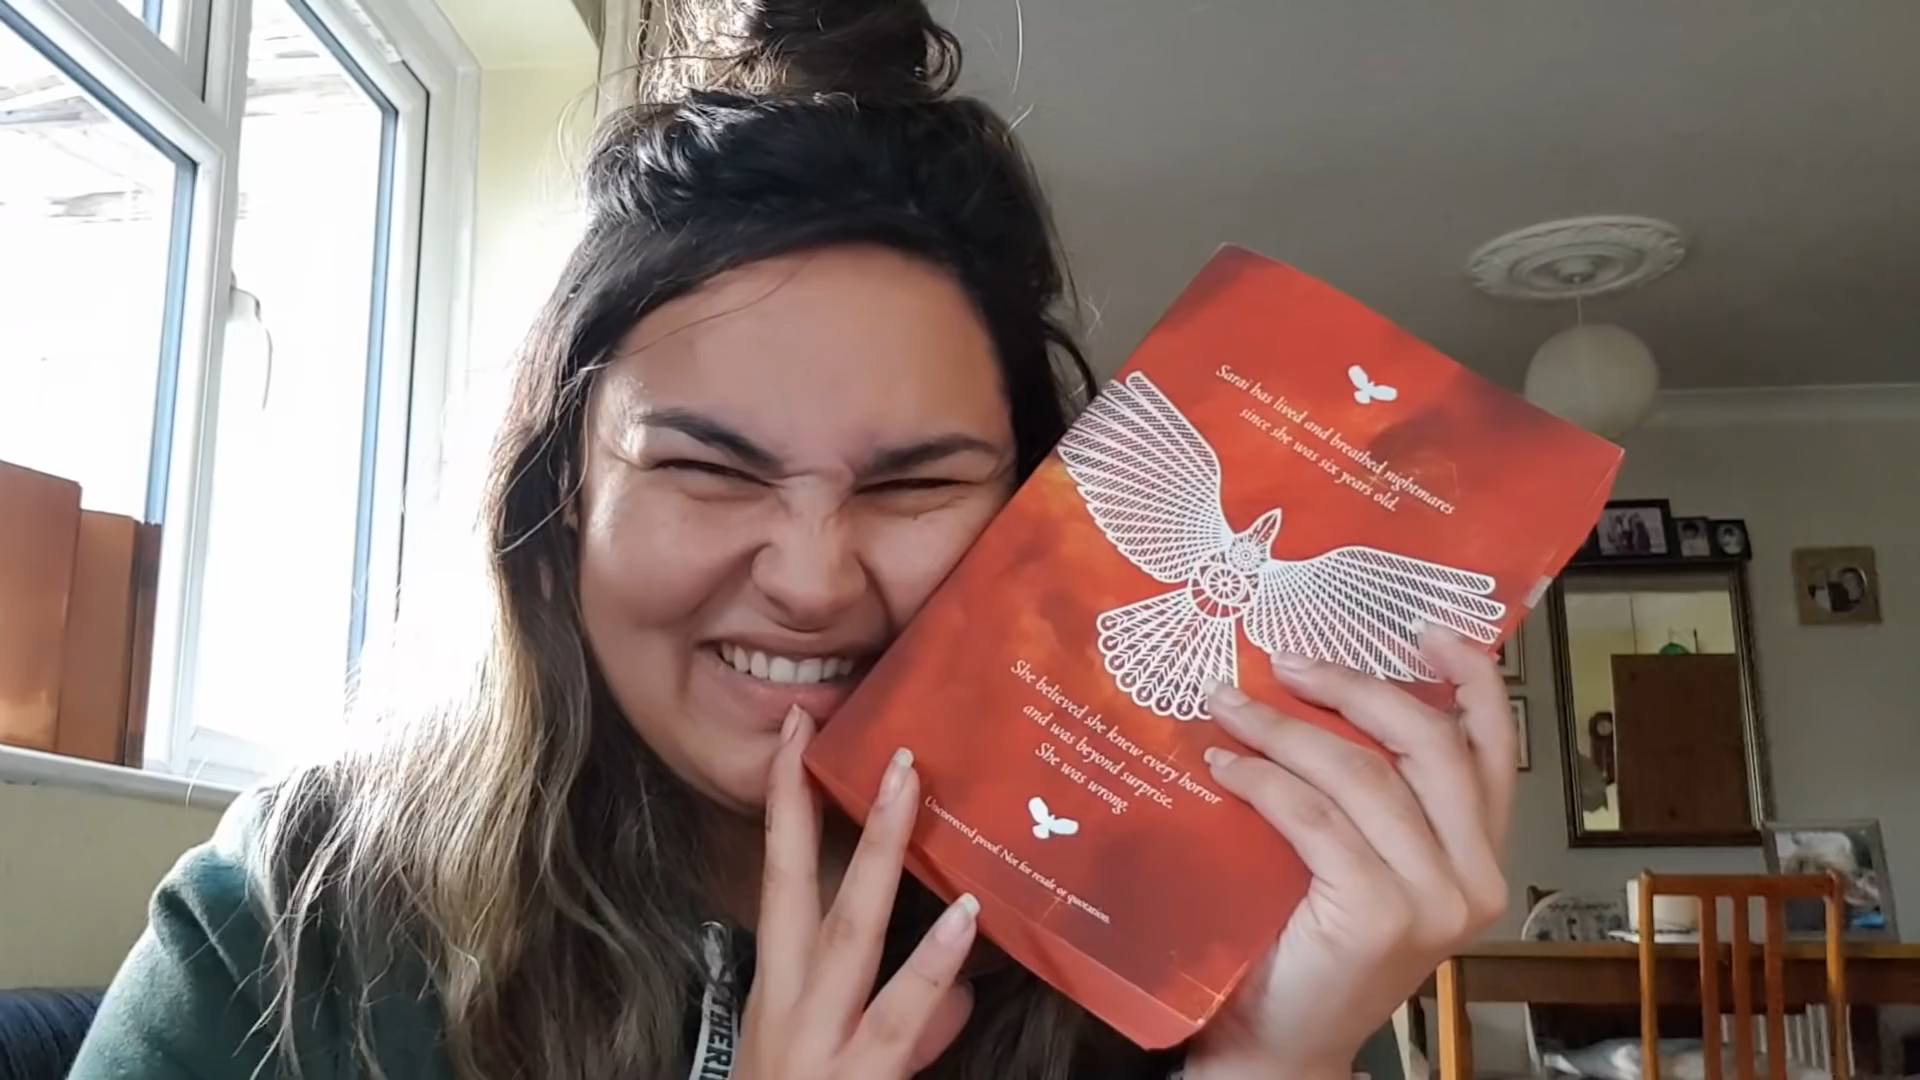 Sarai has lived and breathed nightmares
since she was six years old.
She believed she knew every horror
and was beyond surprise.
She was wrong.
Uncorrected proof. Not for resale or quotation.